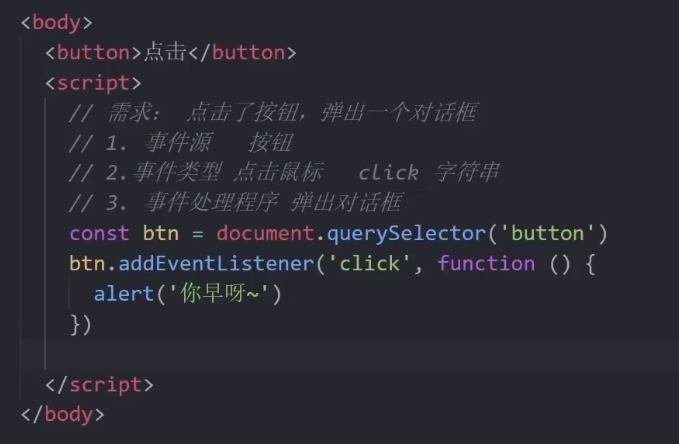 <body>
<button>点击</button>
<script>
// 需求： 点击了按钮，弹出一个对话框
// 1. 事件源   按钮
// 2.事件类型 点击鼠标   click 字符串
// 3. 事件处理程序 弹出对话框
const btn = document.querySelector('button')
btn.addEventListener('click', function () {
alert('你早呀~')
})
</script>
</body>